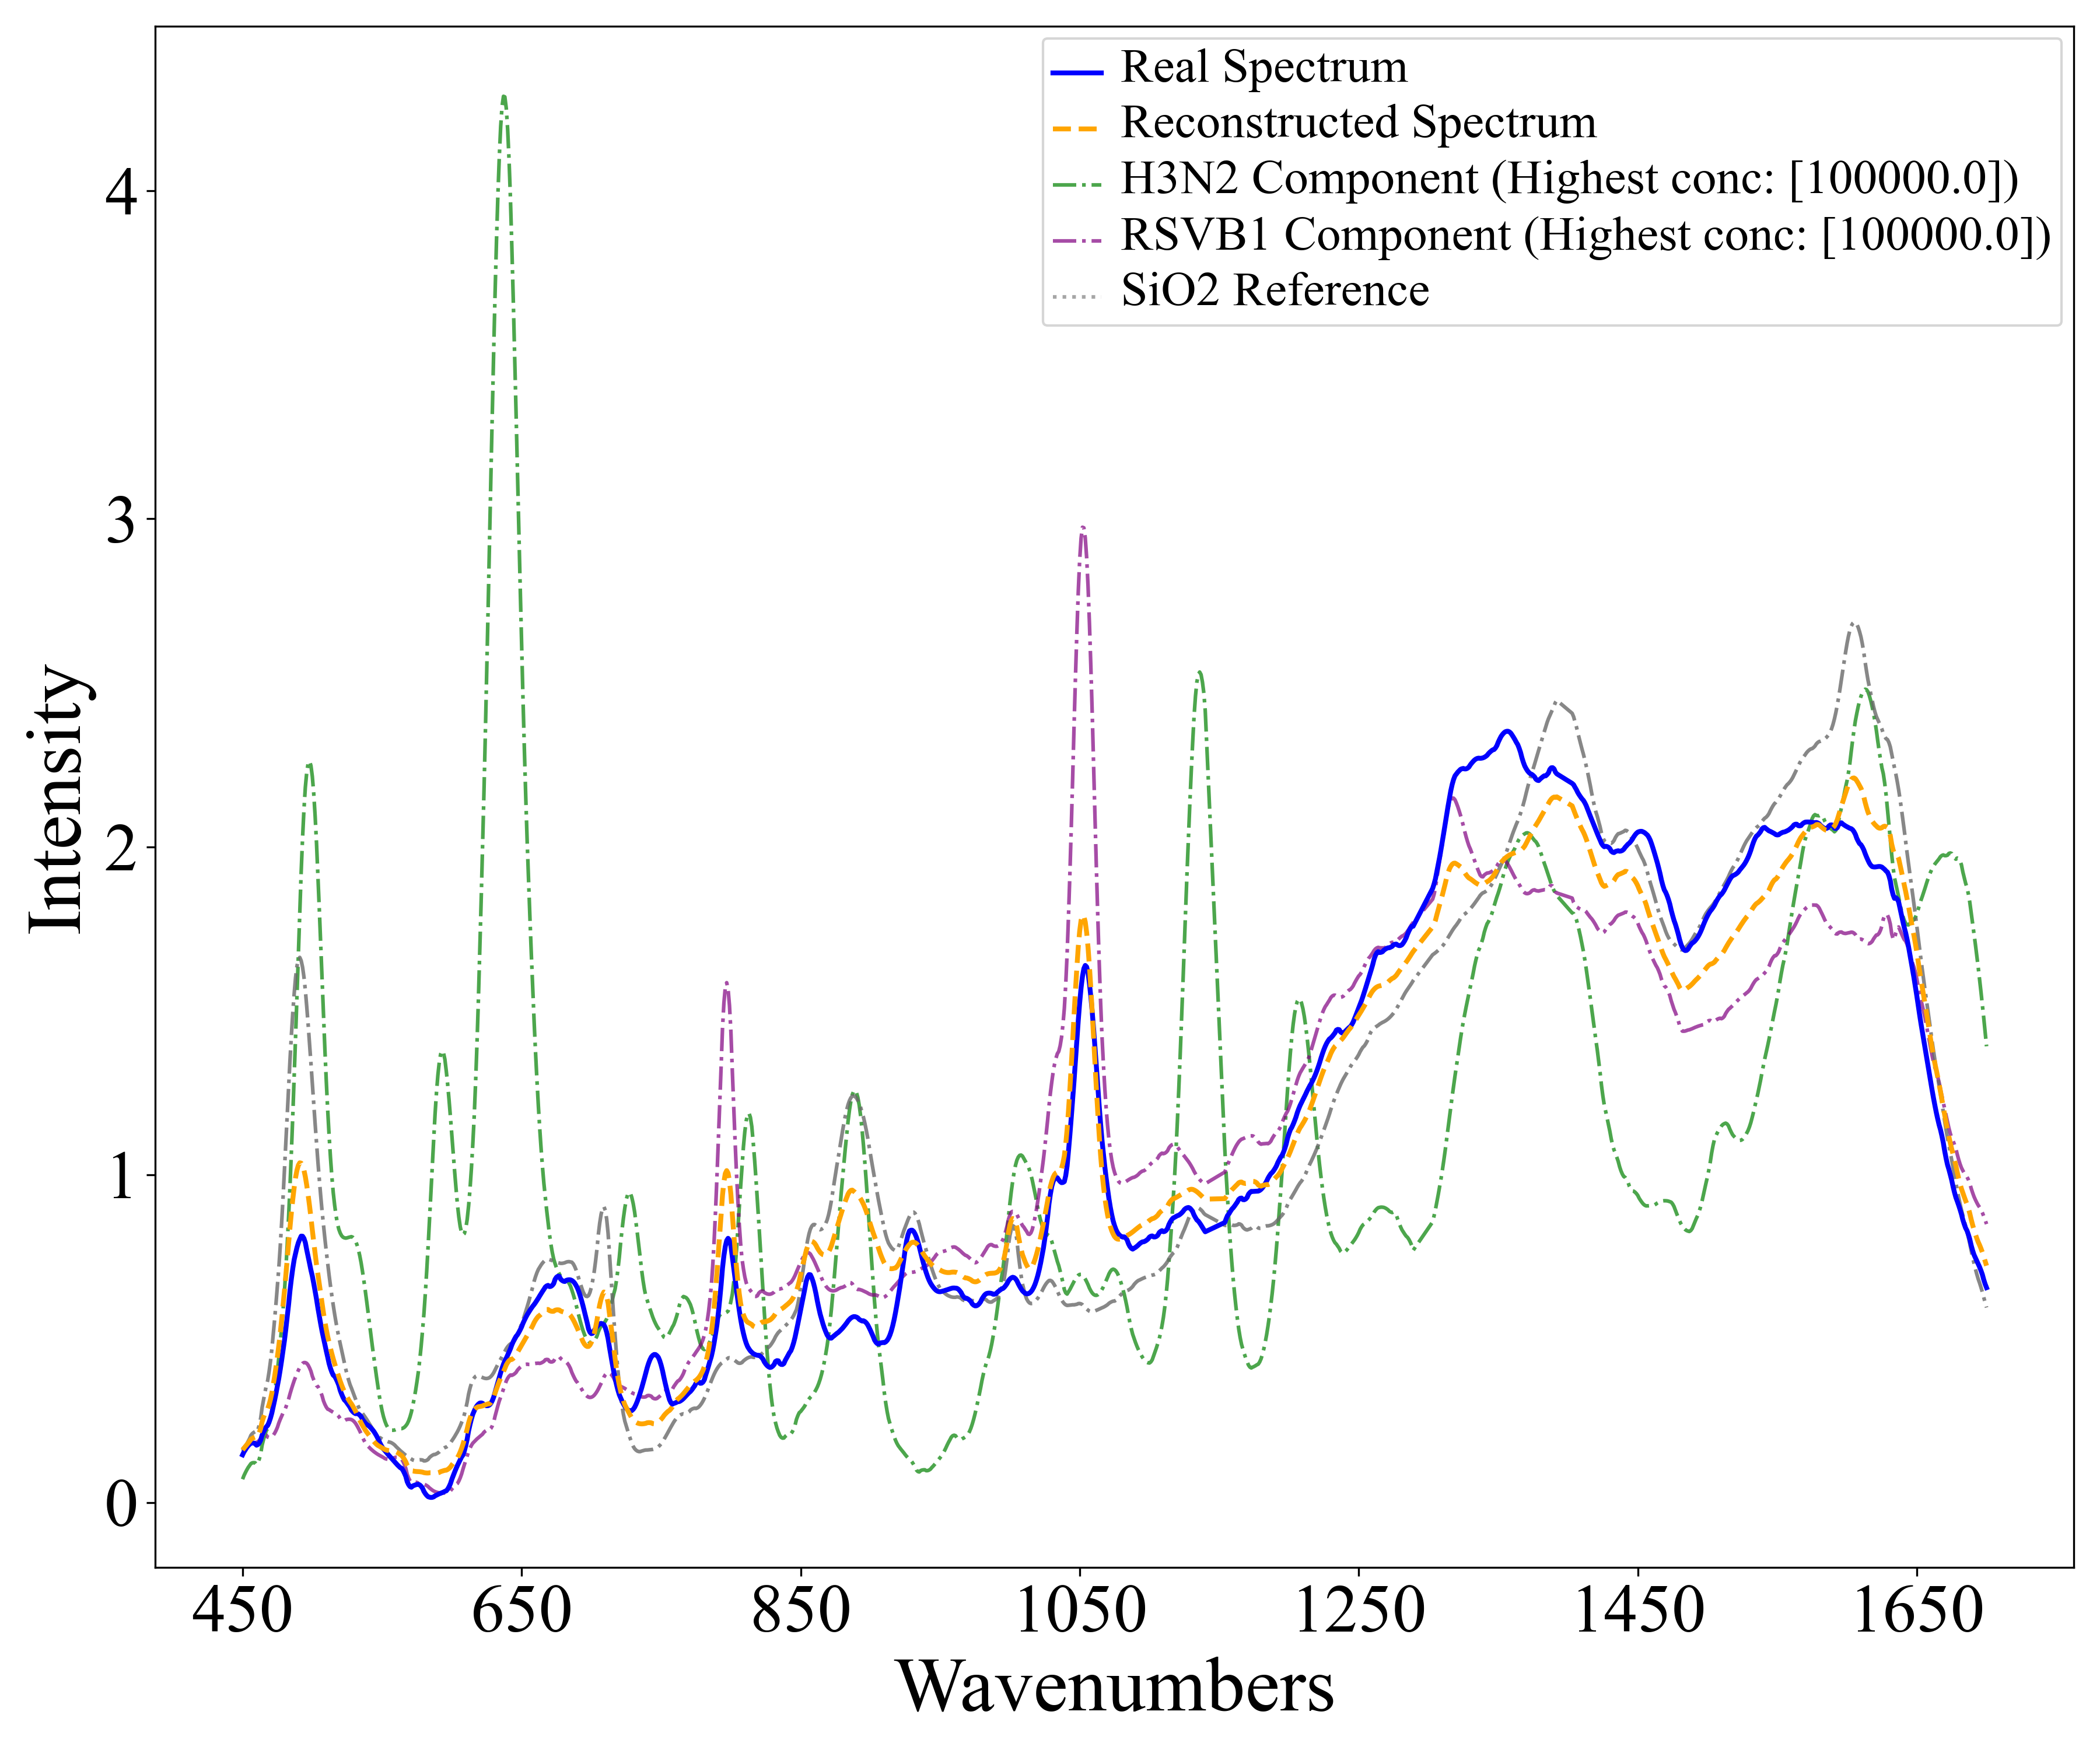 Real Spectrum
Reconstructed Spectrum
H3N2 Component (Highest conc: [100000.0])
RSVB1 Component (Highest conc: [100000.0])
SiO2 Reference
Intensity
4
3
2
1
0
450 650 850 1050 1250 1450 1650
Wavenumbers